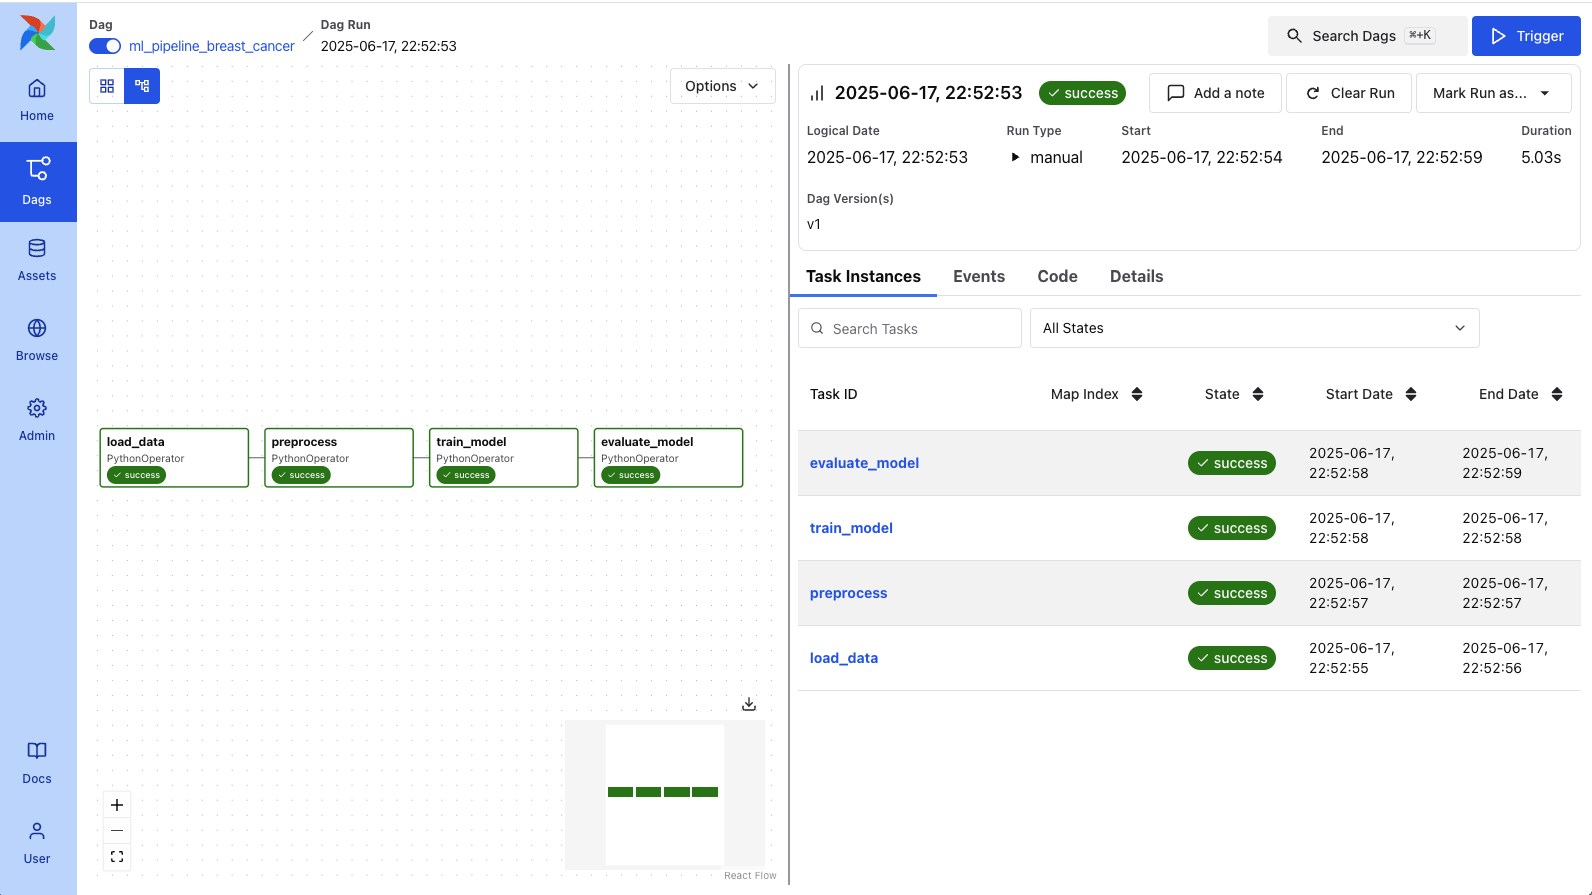 Dag
ml_pipeline_breast_cancer
Dag Run
2025-06-17, 22:52:53
Search Dags ⌘+K
Trigger
Home
Dags
Assets
Browse
Admin
Docs
User
Options
load_data
PythonOperator
success
preprocess
PythonOperator
success
train_model
PythonOperator
success
evaluate_model
PythonOperator
success
React Flow
2025-06-17, 22:52:53 success
Add a note
Clear Run
Mark Run as...
Logical Date Run Type Start End Duration
2025-06-17, 22:52:53 manual 2025-06-17, 22:52:54 2025-06-17, 22:52:59 5.03s
Dag Version(s)
v1
Task Instances Events Code Details
Search Tasks
All States
Task ID Map Index State Start Date End Date
evaluate_model success 2025-06-17, 2025-06-17,
22:52:58 22:52:59
train_model success 2025-06-17, 2025-06-17,
22:52:58 22:52:58
preprocess success 2025-06-17, 2025-06-17,
22:52:57 22:52:57
load_data success 2025-06-17, 2025-06-17,
22:52:55 22:52:56